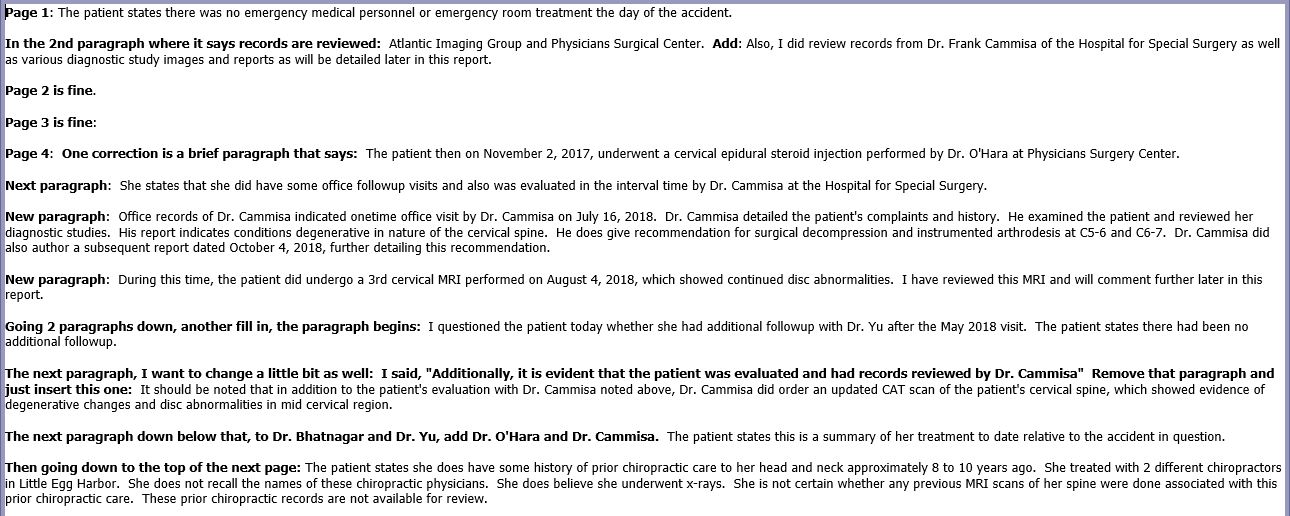 Page 1: The patient states there was no emergency medical personnel or emergency room treatment the day of the accident.
In the 2nd paragraph where it says records are reviewed: Atlantic Imaging Group and Physicians Surgical Center. Add: Also, I did review records from Dr. Frank Cammisa of the Hospital for Special Surgery as well
as various diagnostic study images and reports as will be detailed later in this report.
Page 2 is fine.
Page 3 is fine:
Page 4: One correction is a brief paragraph that says: The patient then on November 2, 2017, underwent a cervical epidural steroid injection performed by Dr. O'Hara at Physicians Surgery Center.
Next paragraph: She states that she did have some office followup visits and also was evaluated in the interval time by Dr. Cammisa at the Hospital for Special Surgery.
New paragraph: Office records of Dr. Cammisa indicated onetime office visit by Dr. Cammisa on July 16, 2018. Dr. Cammisa detailed the patient's complaints and history. He examined the patient and reviewed her
diagnostic studies. His report indicates conditions degenerative in nature of the cervical spine. He does give recommendation for surgical decompression and instrumented arthrodesis at C5-6 and C6-7. Dr. Cammisa did
also author a subsequent report dated October 4, 2018, further detailing this recommendation.
New paragraph: During this time, the patient did undergo a 3rd cervical MRI performed on August 4, 2018, which showed continued disc abnormalities. I have reviewed this MRI and will comment further later in this
report.
Going 2 paragraphs down, another fill in, the paragraph begins: I questioned the patient today whether she had additional followup with Dr. Yu after the May 2018 visit. The patient states there had been no
additional followup.
The next paragraph, I want to change a little bit as well: I said, "Additionally, it is evident that the patient was evaluated and had records reviewed by Dr. Cammisa" Remove that paragraph and
just insert this one: It should be noted that in addition to the patient's evaluation with Dr. Cammisa noted above, Dr. Cammisa did order an updated CAT scan of the patient's cervical spine, which showed evidence of
degenerative changes and disc abnormalities in mid cervical region.
The next paragraph down below that, to Dr. Bhatnagar and Dr. Yu, add Dr. O'Hara and Dr. Cammisa. The patient states this is a summary of her treatment to date relative to the accident in question.
Then going down to the top of the next page: The patient states she does have some history of prior chiropractic care to her head and neck approximately 8 to 10 years ago. She treated with 2 different chiropractors
in Little Egg Harbor. She does not recall the names of these chiropractic physicians. She does believe she underwent x-rays. She is not certain whether any previous MRI scans of her spine were done associated with this
prior chiropractic care. These prior chiropractic records are not available for review.